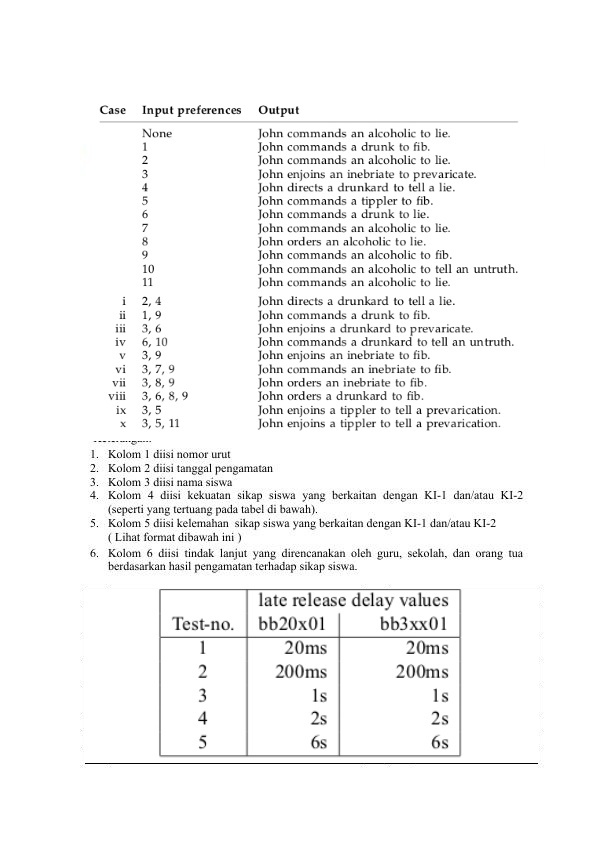 Case Input preferences Output
None John commands an alcoholic to lie.
1 John commands a drunk to fib.
2 John commands an alcoholic to lie.
3 John enjoins an inebriate to prevaricate.
4 John directs a drunkard to tell a lie.
5 John commands a tippler to fib.
6 John commands a drunk to lie.
7 John commands an alcoholic to lie.
8 John orders an alcoholic to lie.
9 John commands an alcoholic to fib.
10 John commands an alcoholic to tell an untruth.
11 John commands an alcoholic to lie.
i 2, 4 John directs a drunkard to tell a lie.
ii 1, 9 John commands a drunk to fib.
iii 3, 6 John enjoins a drunkard to prevaricate.
iv 6, 10 John commands a drunkard to tell an untruth.
v 3, 9 John enjoins an inebriate to fib.
vi 3, 7, 9 John commands an inebriate to fib.
vii 3, 8, 9 John orders an inebriate to fib.
viii 3, 6, 8, 9 John orders a drunkard to fib.
ix 3, 5 John enjoins a tippler to tell a prevarication.
x 3, 5, 11 John enjoins a tippler to tell a prevarication.
1. Kolom 1 diisi nomor urut
2. Kolom 2 diisi tanggal pengamatan
3. Kolom 3 diisi nama siswa
4. Kolom 4 diisi kekuatan sikap siswa yang berkaitan dengan KI-1 dan/atau KI-2
(seperti yang tertuang pada tabel di bawah).
5. Kolom 5 diisi kelemahan sikap siswa yang berkaitan dengan KI-1 dan/atau KI-2
( Lihat format dibawah ini )
6. Kolom 6 diisi tindak lanjut yang direncanakan oleh guru, sekolah, dan orang tua
berdasarkan hasil pengamatan terhadap sikap siswa.
late release delay values
Test-no. bb20x01 bb3xx01
1 20ms 20ms
2 200ms 200ms
3 1s 1s
4 2s 2s
5 6s 6s